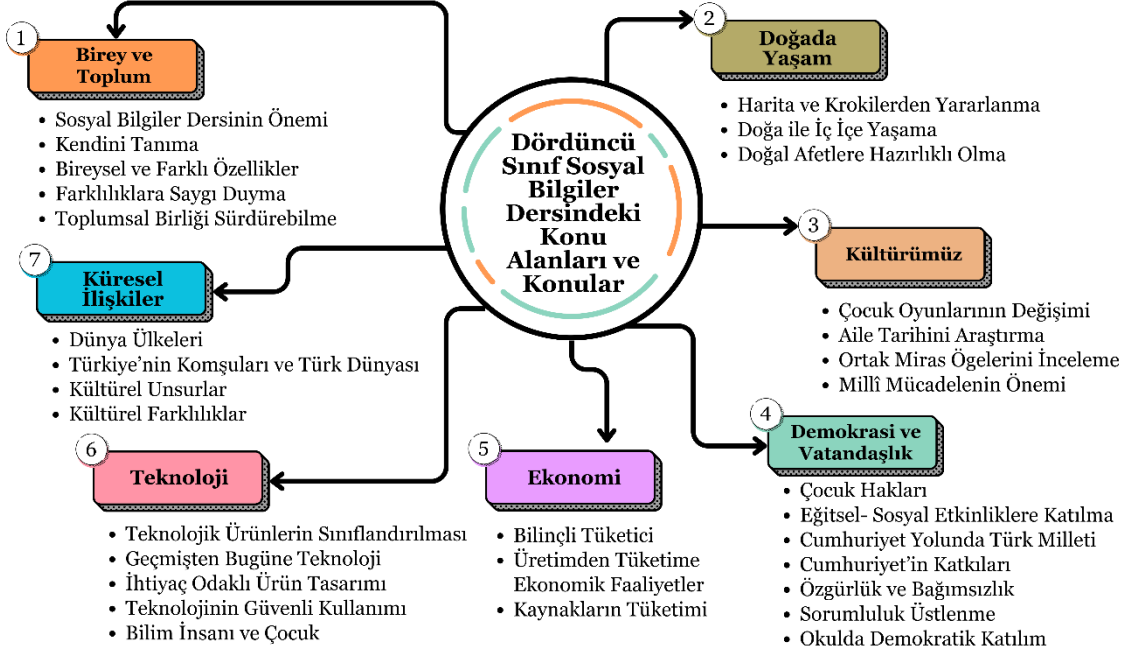 Dördüncü
Sınıf Sosyal
Bilgiler
Dersindeki
Konu
Alanları ve
Konular
1
Birey ve
Toplum
• Sosyal Bilgiler Dersinin Önemi
• Kendini Tanıma
• Bireysel ve Farklı Özellikler
• Farklılıklara Saygı Duyma
• Toplumsal Birliği Sürdürebilme
2
Doğada
Yaşam
• Harita ve Krokilerden Yararlanma
• Doğa ile İç İçe Yaşama
• Doğal Afetlere Hazırlıklı Olma
3
Kültürümüz
• Çocuk Oyunlarının Değişimi
• Aile Tarihini Araştırma
• Ortak Miras Ögelerini İnceleme
• Millî Mücadelenin Önemi
4
Demokrasi ve
Vatandaşlık
• Çocuk Hakları
• Eğitsel- Sosyal Etkinliklere Katılma
• Cumhuriyet Yolunda Türk Milleti
• Cumhuriyet’in Katkıları
• Özgürlük ve Bağımsızlık
• Sorumluluk Üstlenme
• Okulda Demokratik Katılım
5
Ekonomi
• Bilinçli Tüketici
• Üretimden Tüketime
Ekonomik Faaliyetler
• Kaynakların Tüketimi
6
Teknoloji
• Teknolojik Ürünlerin Sınıflandırılması
• Geçmişten Bugüne Teknoloji
• İhtiyaç Odaklı Ürün Tasarımı
• Teknolojinin Güvenli Kullanımı
• Bilim İnsanı ve Çocuk
7
Küresel
İlişkiler
• Dünya Ülkeleri
• Türkiye’nin Komşuları ve Türk Dünyası
• Kültürel Unsurlar
• Kültürel Farklılıklar